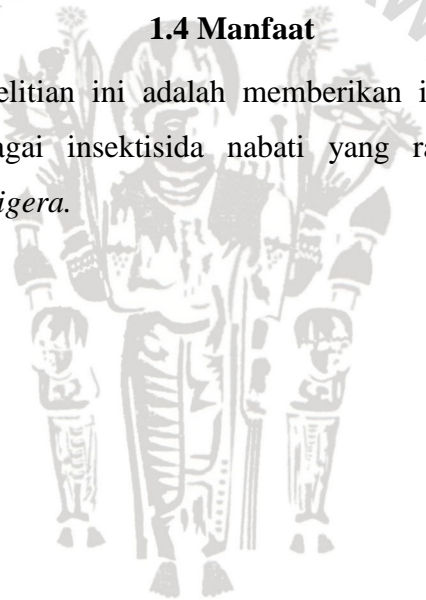 1.4 Manfaat
elitian ini adalah memberikan i
agai insektisida nabati yang ra
igera.